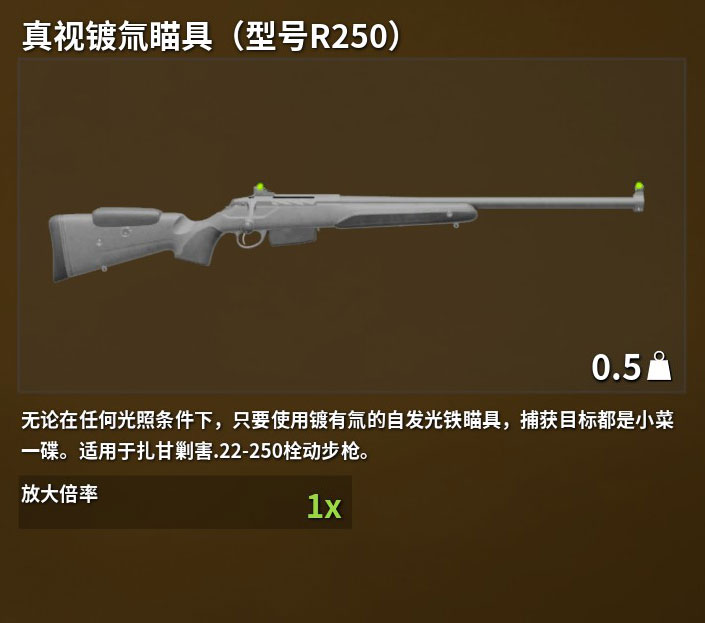 真视镀氚瞄具（型号R250）
0.5
无论在任何光照条件下，只要使用镀有氚的自发光铁瞄具，捕获目标都是小菜
一碟。适用于扎甘剿害.22-250栓动步枪。
放大倍率
1x